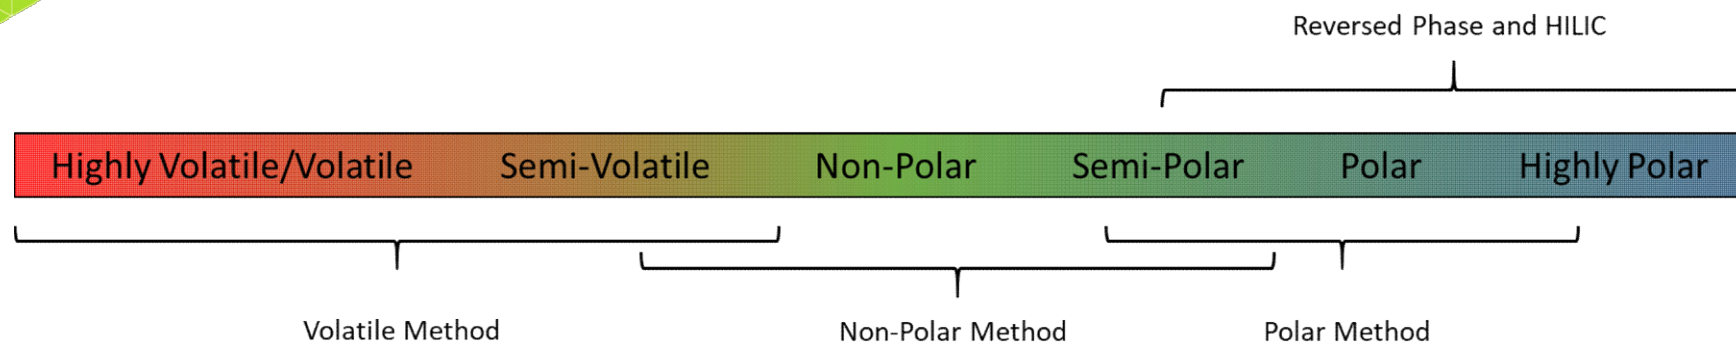 Reversed Phase and HILIC
Highly Volatile/Volatile Semi-Volatile Non-Polar Semi-Polar Polar Highly Polar
Volatile Method Non-Polar Method Polar Method